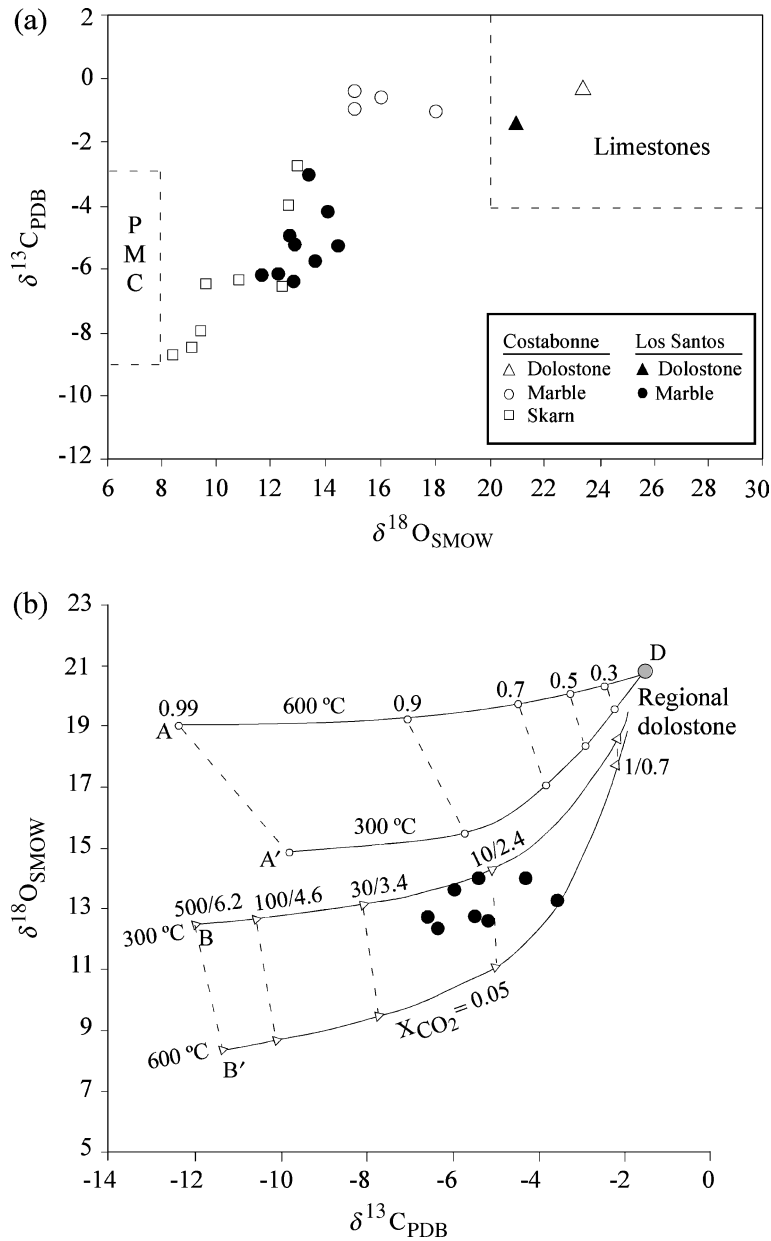 (a)
2
0
-2
-4
-6
-8
-10
-12
δ13CPDB
P
M
C
Limestones
Costabonne Los Santos
Dolostone Dolostone
Marble Marble
Skarn
6 8 10 12 14 16 18 20 22 24 26 28 30
δ18OSMOW
(b)
23
21
19
17
15
13
11
9
7
5
δ18OSMOW
D
0.99 600 ºC 0.9 0.7 0.5 0.3
A
Regional
dolostone
1/0.7
300 ºC
A′
10/2.4
500/6.2 100/4.6 30/3.4
300 ºC B
XCO2 = 0.05
600 ºC
B′
-14 -12 -10 -8 -6 -4 -2 0
δ13CPDB